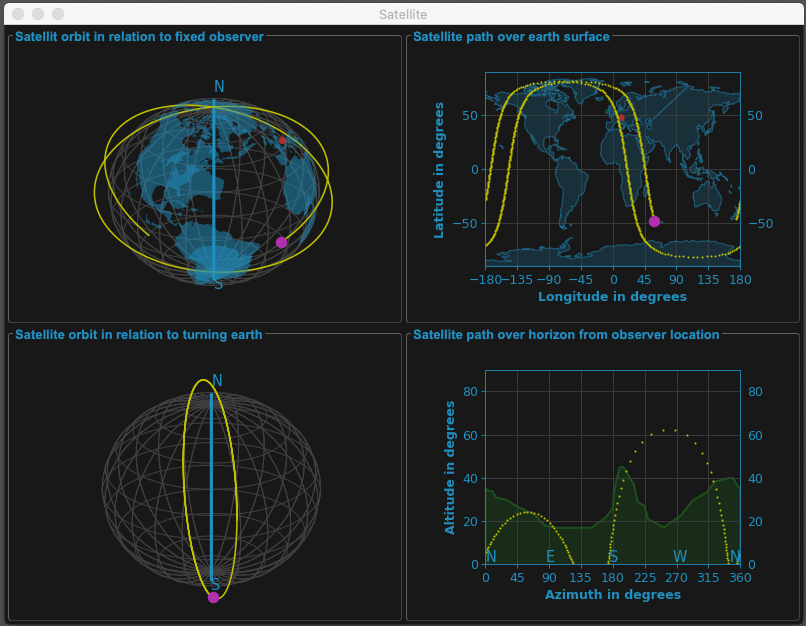 Satellite
Satellit orbit in relation to fixed observer
N
S
Satellite path over earth surface
50 50
0 0
−50 −50
−180 −135 −90 −45 0 45 90 135 180
Latitude in degrees
Longitude in degrees
Satellite orbit in relation to turning earth
N
S
Satellite path over horizon from observer location
80 80
60 60
40 40
20 20
0 0
N E S W N
0 45 90 135 180 225 270 315 360
Altitude in degrees
Azimuth in degrees